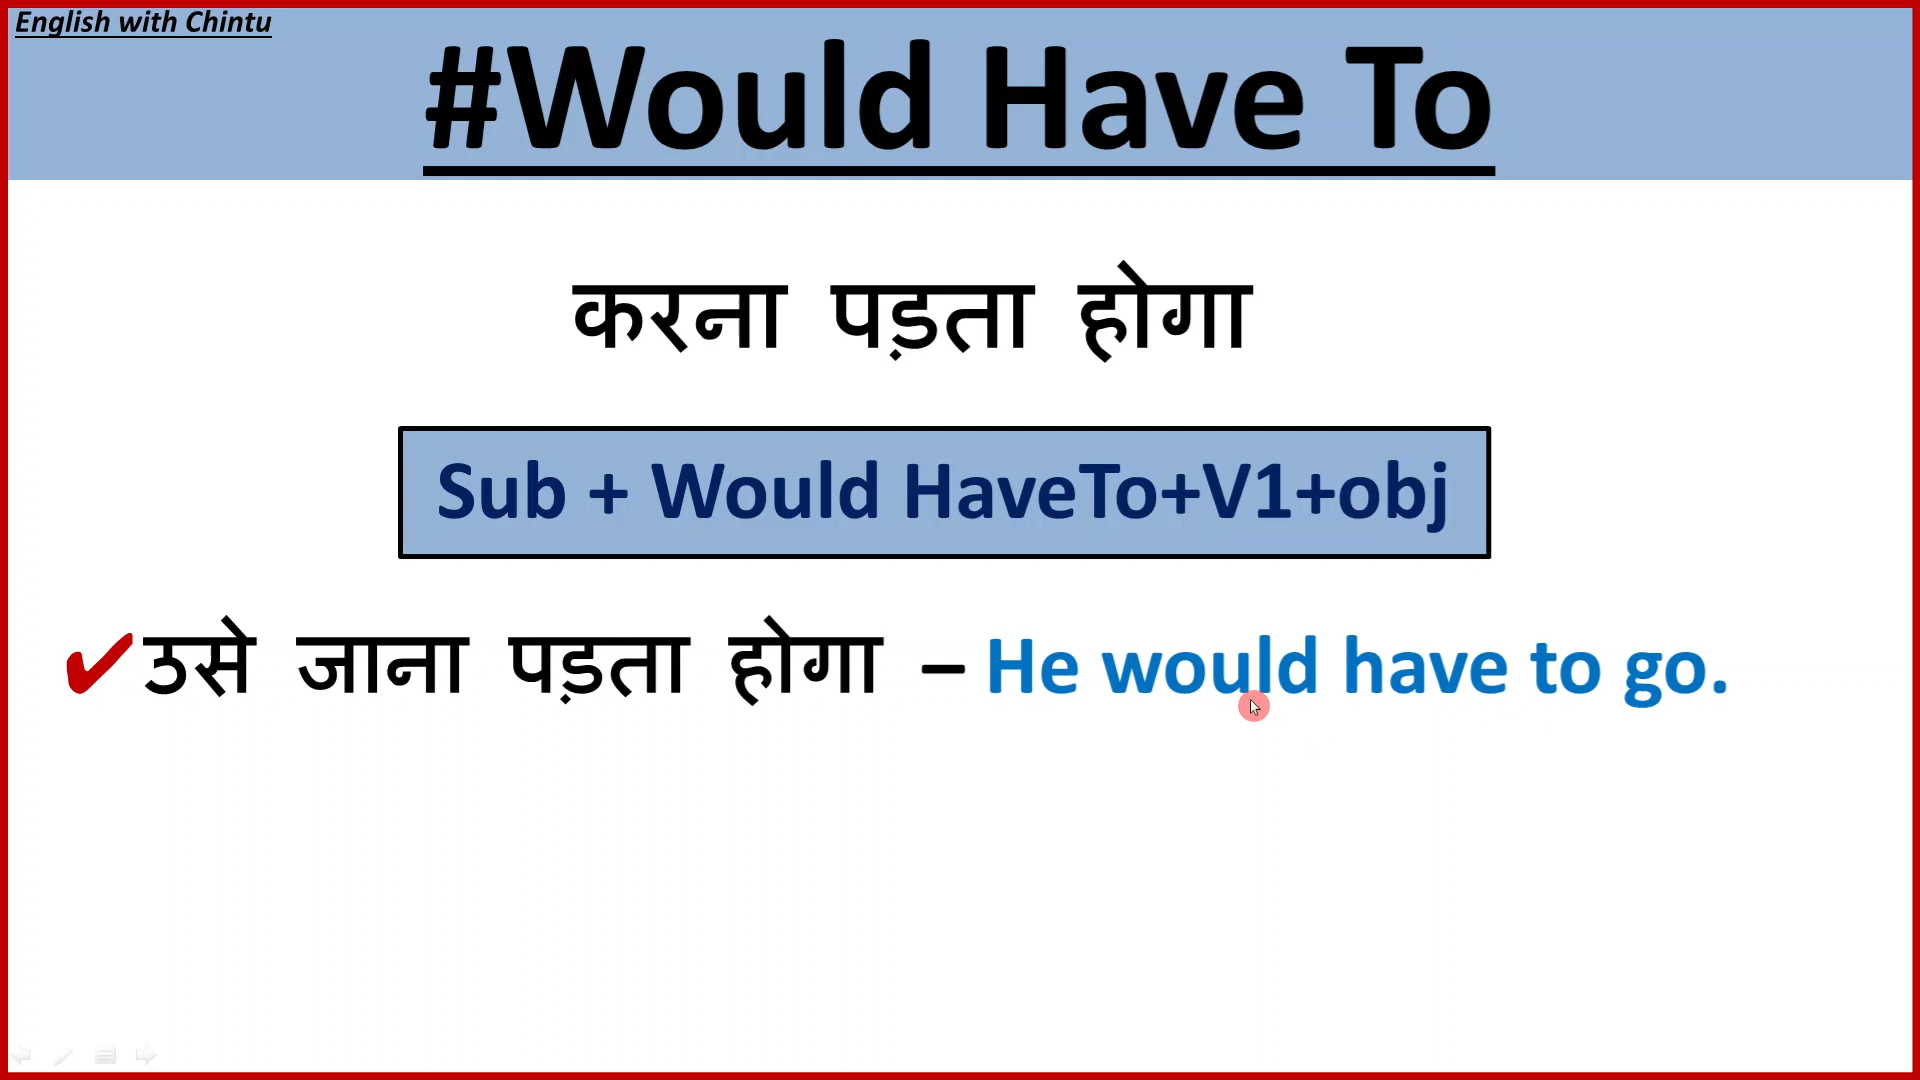 English with Chintu
#Would Have To
करना पड़ता होगा
Sub + Would HaveTo+V1+obj
✔उसे जाना पड़ता होगा – He would have to go.